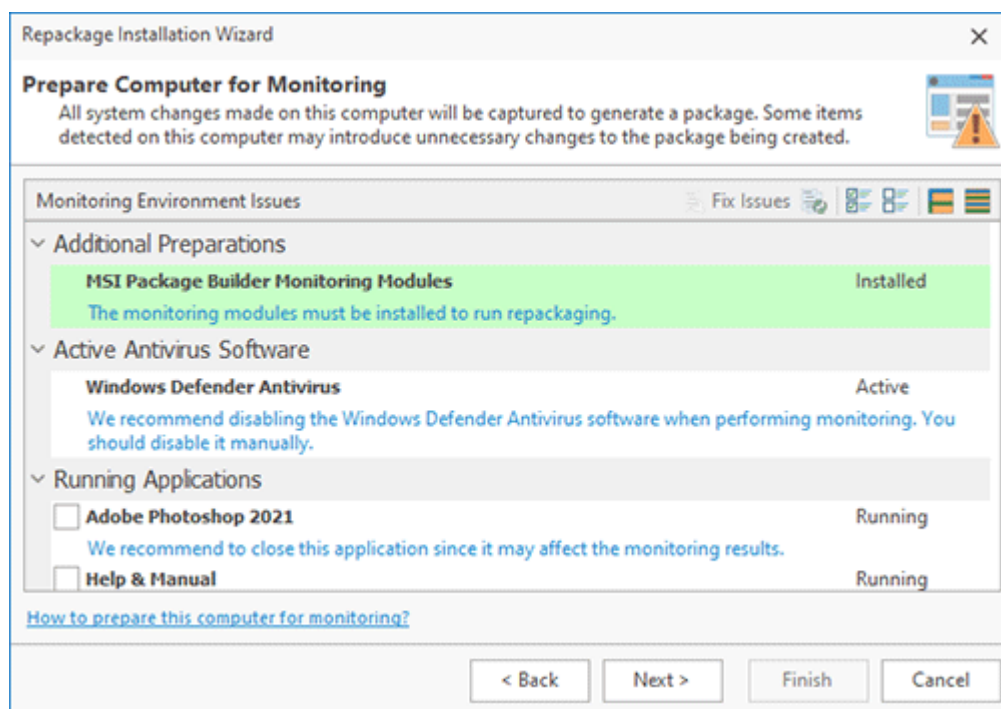 Repackage Installation Wizard
Prepare Computer for Monitoring
All system changes made on this computer will be captured to generate a package. Some items
detected on this computer may introduce unnecessary changes to the package being created.
Monitoring Environment Issues
Fix Issues
Additional Preparations
MSI Package Builder Monitoring Modules
Installed
The monitoring modules must be installed to run repackaging.
Active Antivirus Software
Windows Defender Antivirus
Active
We recommend disabling the Windows Defender Antivirus software when performing monitoring. You
should disable it manually.
Running Applications
Adobe Photoshop 2021
Running
We recommend to close this application since it may affect the monitoring results.
Help & Manual
Running
How to prepare this computer for monitoring?
< Back
Next >
Finish
Cancel